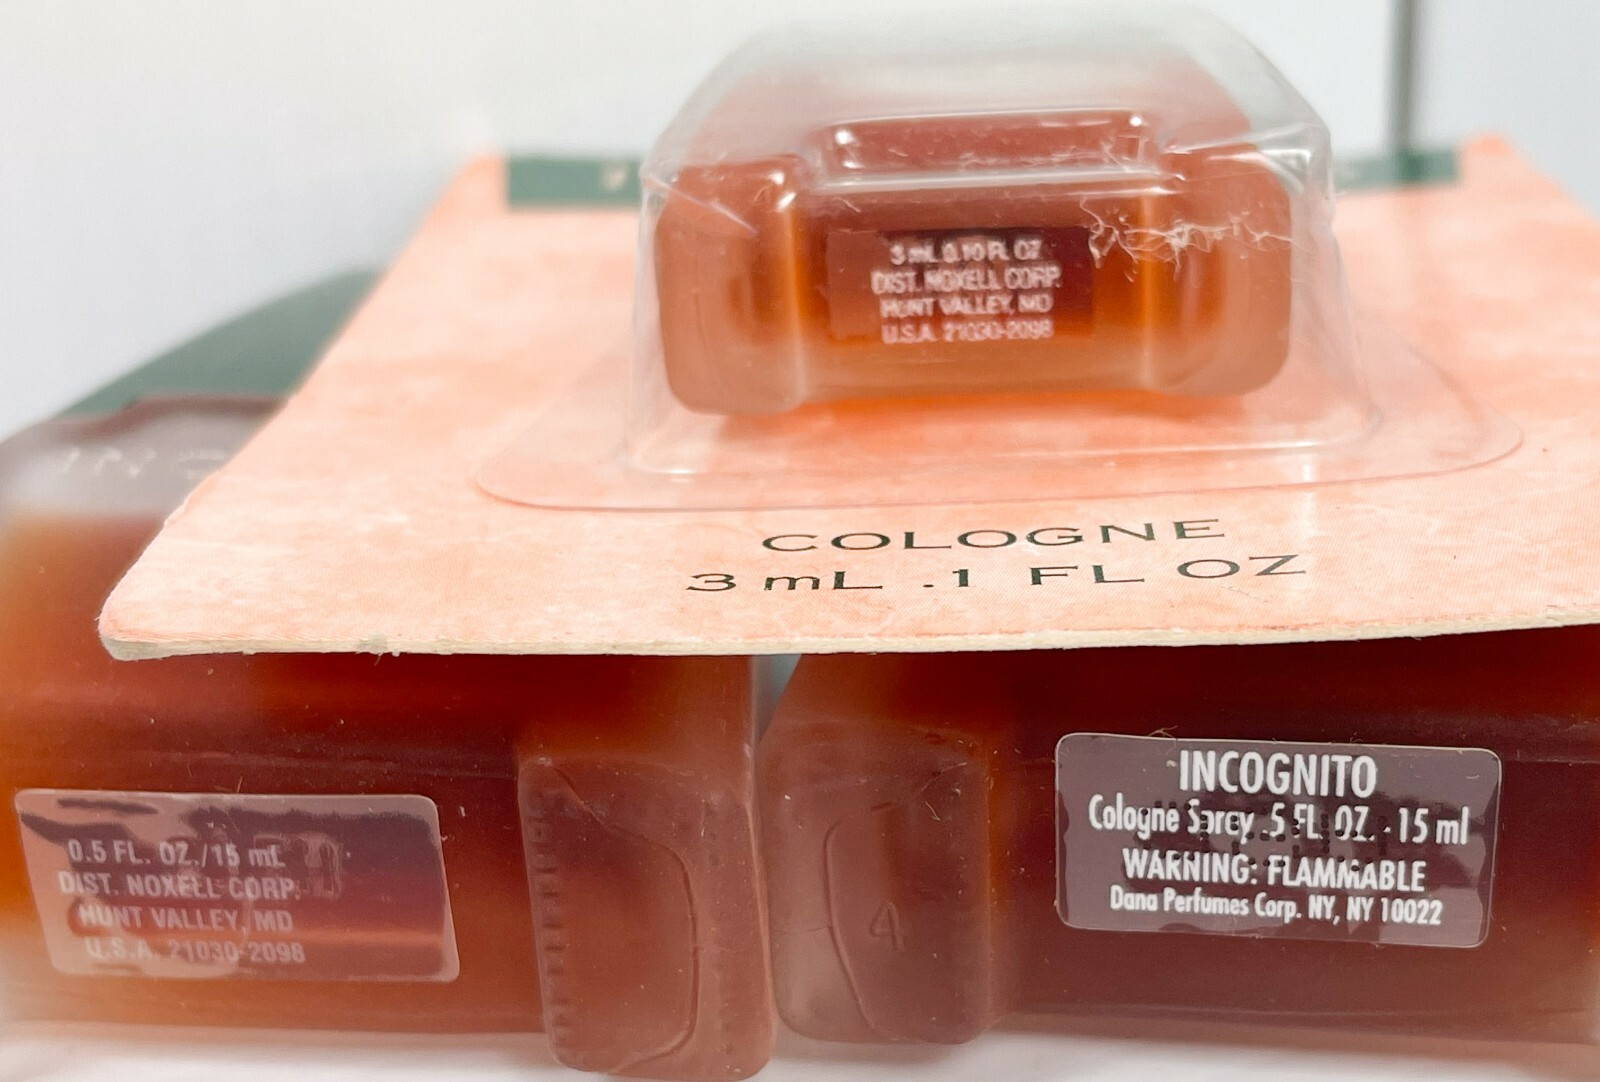 3 mL 0.10 FL. OZ.
DIST. NOXELL CORP.
HUNT VALLEY, MD
U.S.A. 21030-2098
COLOGNE
3 mL .1 FL OZ
0.5 FL. OZ./15 mL
DIST. NOXELL CORP.
HUNT VALLEY, MD
U.S.A. 21030-2098
4
INCOGNITO
Cologne Sprey .5 FL. OZ. - 15 ml
WARNING: FLAMMABLE
Dana Perfumes Corp. NY, NY 10022